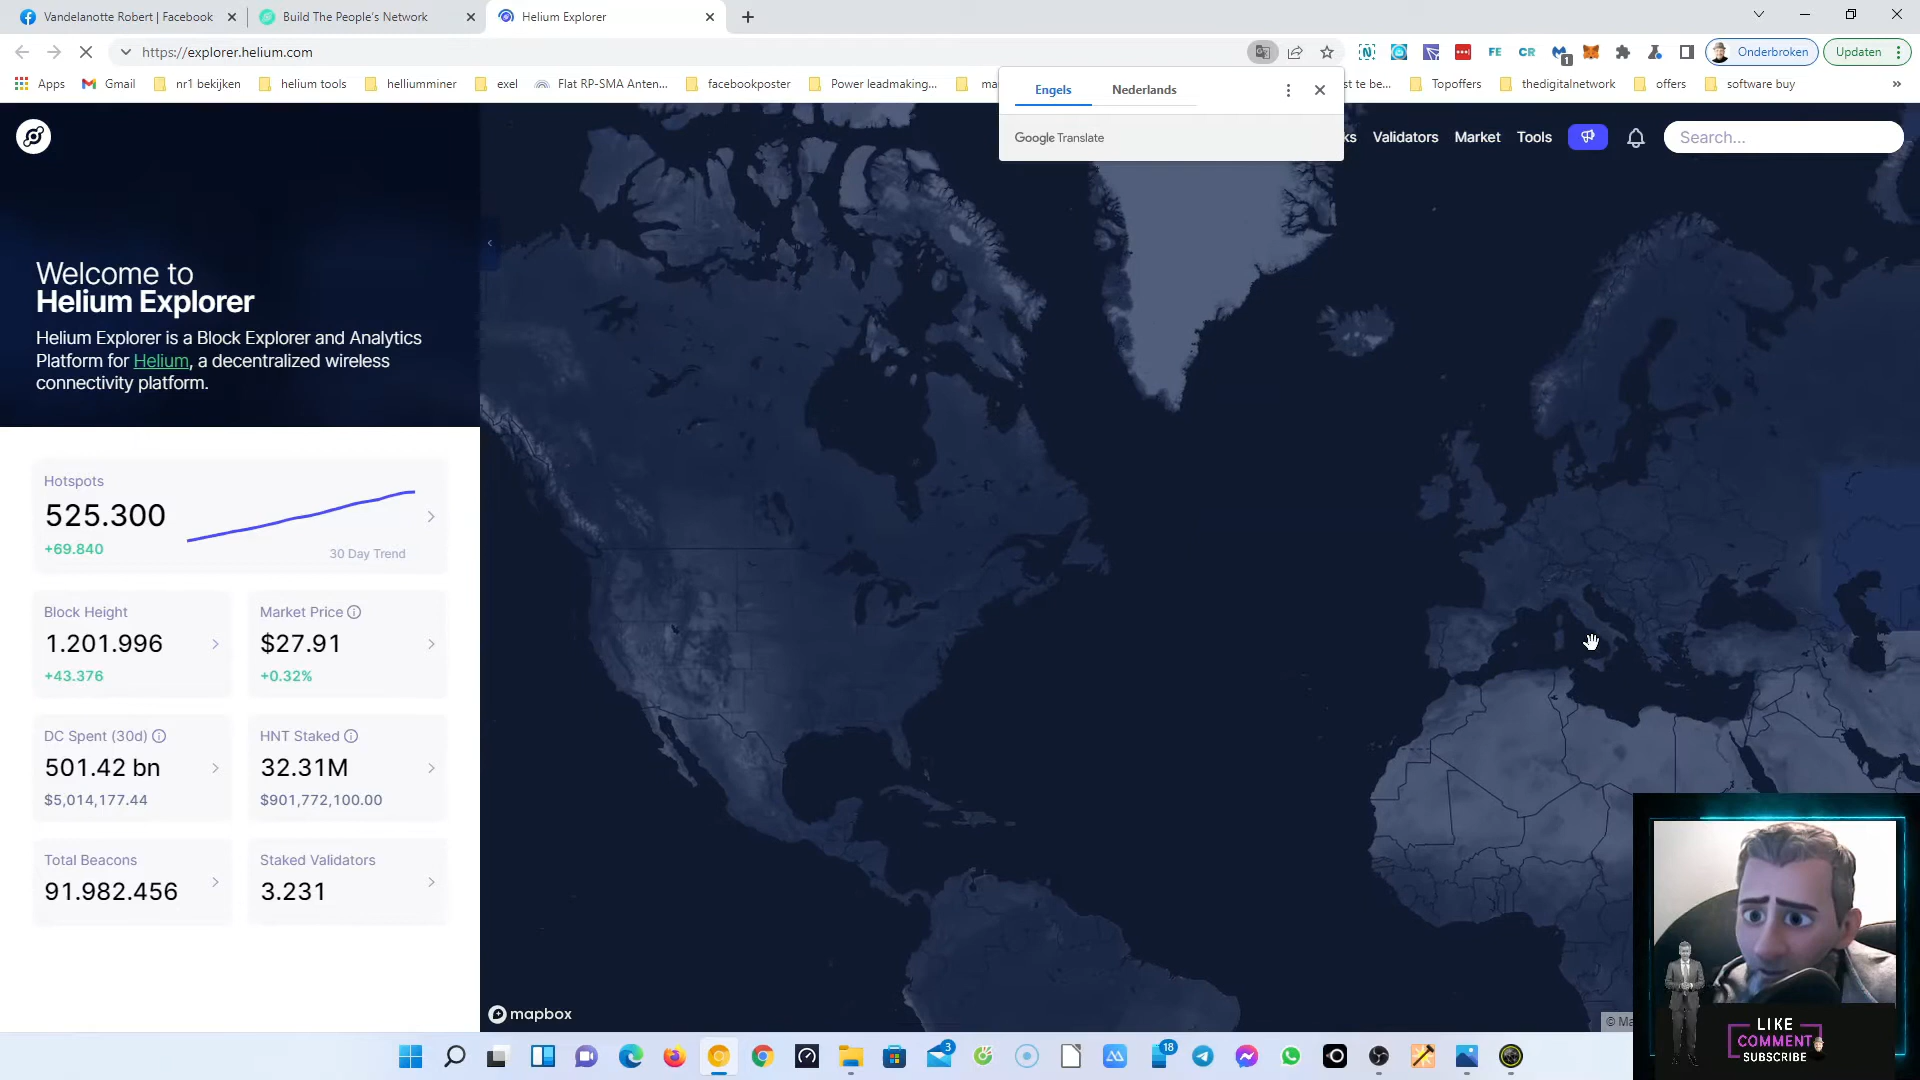 Vandelanotte Robert | Facebook
Build The People's Network
Helium Explorer
https://explorer.helium.com
Onderbroken
Updaten
Apps
Gmail
nr1 bekijken
helium tools
helliumminer
exel
Flat RP-SMA Anten...
facebookposter
Power leadmaking...
Topoffers
thedigitalnetwork
offers
software buy
Engels
Nederlands
Google Translate
Validators
Market
Tools
Search...
Welcome to
Helium Explorer
Helium Explorer is a Block Explorer and Analytics
Platform for Helium, a decentralized wireless
connectivity platform.
Hotspots
525.300
+69.840
30 Day Trend
Block Height
1.201.996
+43.376
Market Price
$27.91
+0.32%
DC Spent (30d)
501.42 bn
$5,014,177.44
HNT Staked
32.31M
$901,772,100.00
Total Beacons
91.982.456
Staked Validators
3.231
mapbox
LIKE
COMMENT
SUBSCRIBE
FE
CR
1
3
18